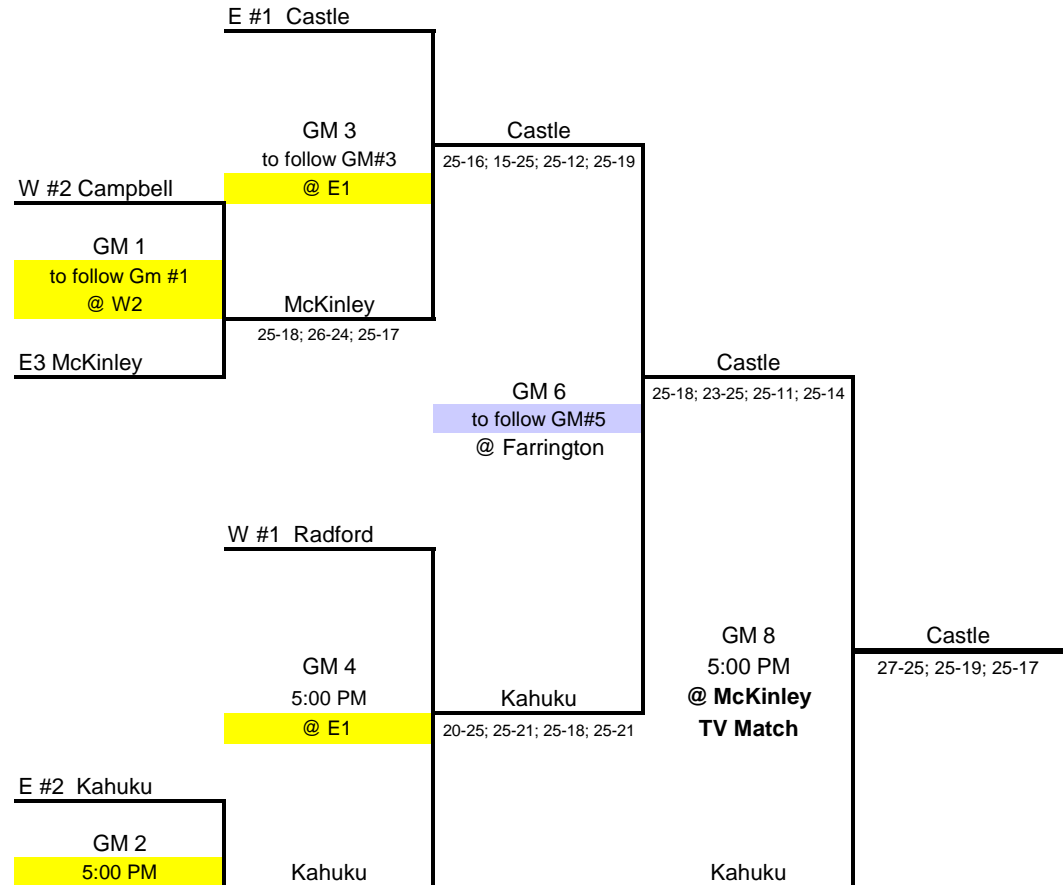 E #1  Castle
GM 3
to follow GM#3
@ E1
Castle
25-16; 15-25; 25-12; 25-19
W #2 Campbell
GM 1
to follow Gm #1
@ W2
McKinley
25-18; 26-24; 25-17
E3 McKinley
GM 6
to follow GM#5
@ Farrington
Castle
25-18; 23-25; 25-11; 25-14
W #1  Radford
GM 4
5:00 PM
@ E1
Kahuku
20-25; 25-21; 25-18; 25-21
GM 8
5:00 PM
@ McKinley
TV Match
Castle
27-25; 25-19; 25-17
E #2  Kahuku
GM 2
5:00 PM
Kahuku
Kahuku